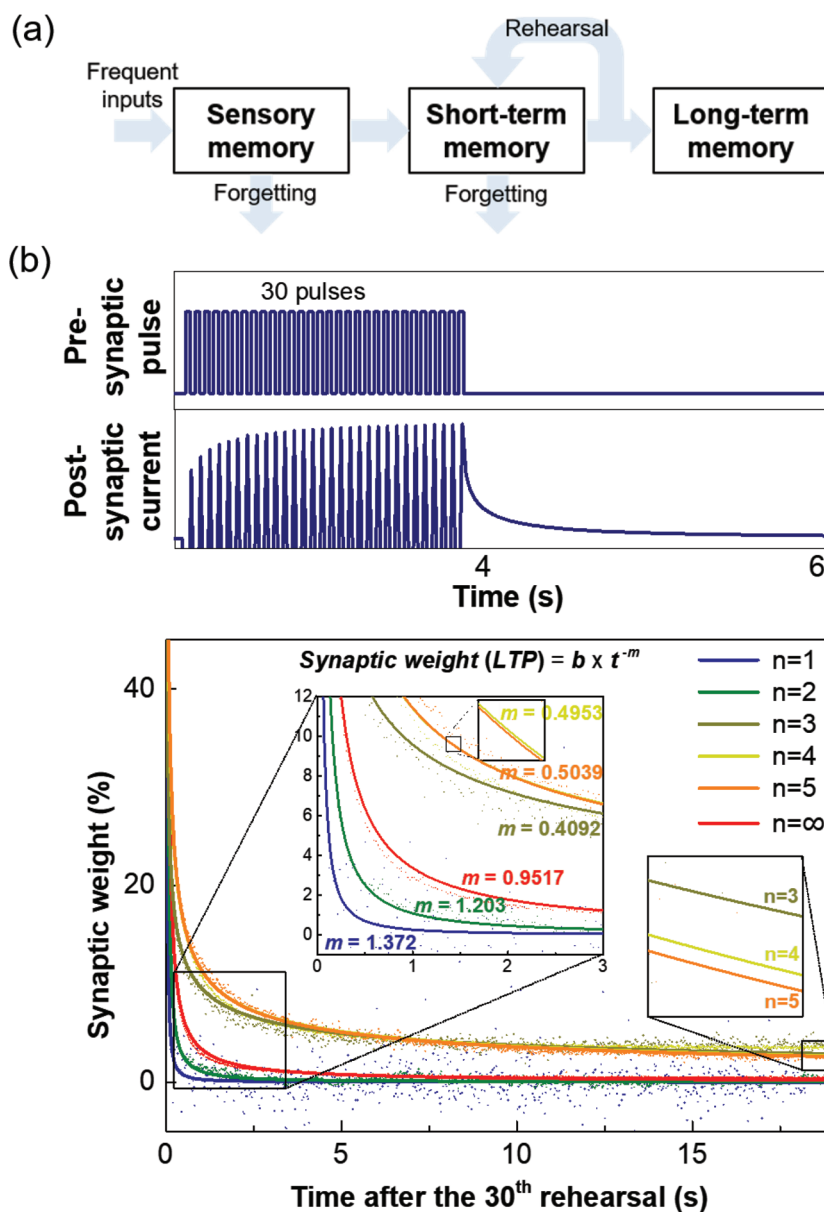 (a)
Rehearsal
Frequent
inputs
Sensory
memory
Short-term
memory
Long-term
memory
Forgetting
Forgetting
(b)
30 pulses
Pre-
synaptic
pulse
Post-
synaptic
current
4
6
Time (s)
Synaptic weight (LTP) = b x t^-m
n=1
n=2
n=3
n=4
n=5
n=∞
40
20
0
Synaptic weight (%)
12
10
8
6
4
2
0
m = 0.4953
m = 0.5039
m = 0.4092
m = 0.9517
m = 1.203
m = 1.372
0
1
2
3
n=3
n=4
n=5
0
5
10
15
Time after the 30th rehearsal (s)